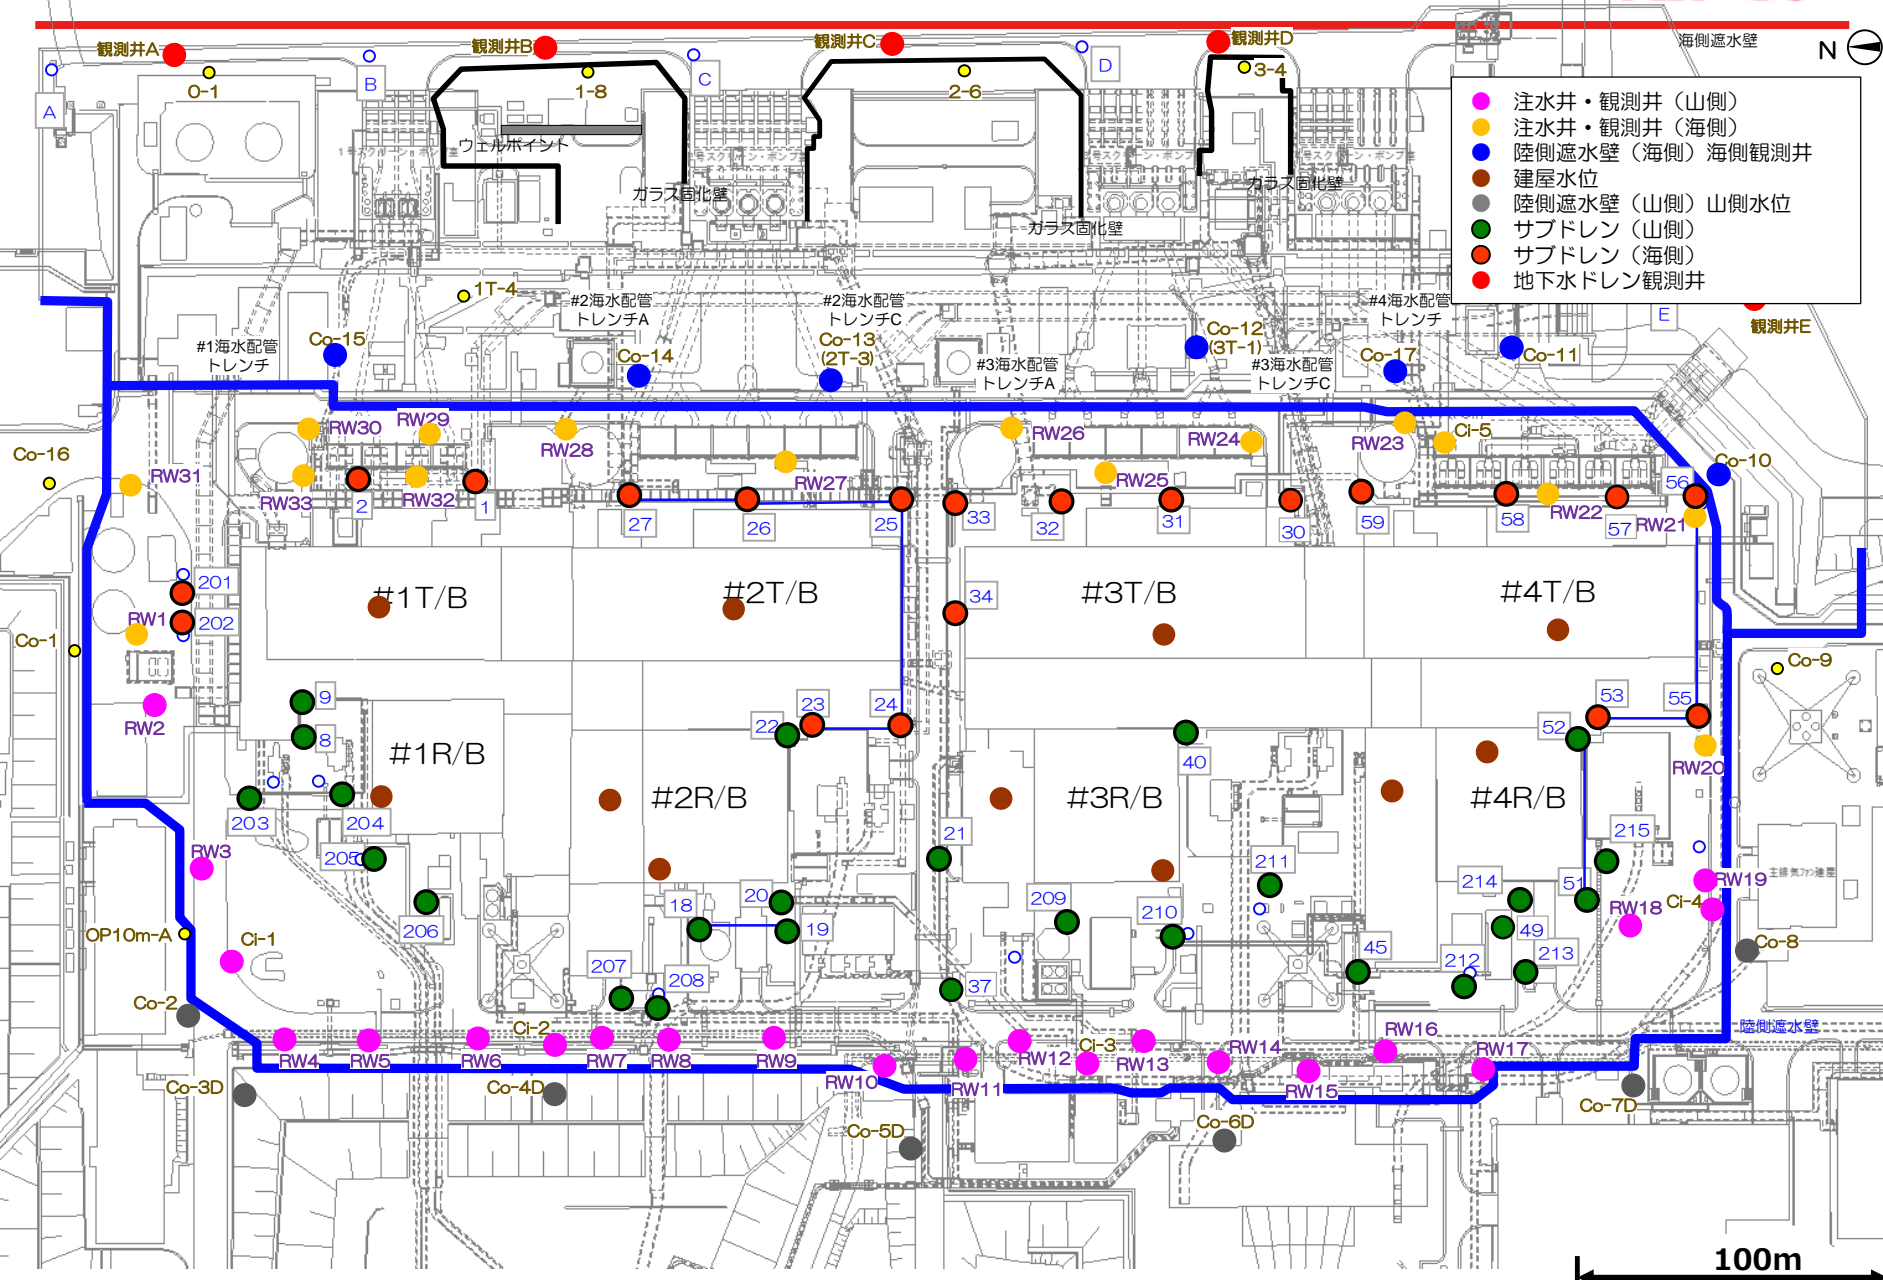 海側遮水壁
N
観測井A
観測井B
観測井C
観測井D
0-1
1-8
2-6
3-4
A
B
C
D
注水井・観測井（山側）
注水井・観測井（海側）
陸側遮水壁（海側）海側観測井
建屋水位
陸側遮水壁（山側）山側水位
サブドレン（山側）
サブドレン（海側）
地下水ドレン観測井
ウェルポイント
ガラス固化壁
ガラス固化壁
ガラス固化壁
1T-4
#2海水配管
トレンチA
#2海水配管
トレンチC
#4海水配管
トレンチ
E
観測井E
#1海水配管
トレンチ
Co-15
Co-14
Co-13
(2T-3)
#3海水配管
トレンチA
Co-12
(3T-1)
#3海水配管
トレンチC
Co-17
Co-11
Co-16
RW31
RW30
RW29
RW28
RW27
RW26
RW25
RW24
RW23
Ci-5
Co-10
RW33
2
RW32
1
27
26
25
33
32
31
30
59
58
RW22
57
56
RW21
201
202
RW1
Co-1
RW2
#1T/B
#2T/B
34
#3T/B
#4T/B
Co-9
9
8
#1R/B
22
23
24
40
52
53
55
RW20
203
204
#2R/B
#3R/B
#4R/B
215
RW3
205
206
21
18
20
19
209
210
211
214
51
49
RW18
RW19
Ci-4
主排気ファン建屋
OP10m-A
Ci-1
207
208
37
45
212
213
Co-8
Co-2
陸側遮水壁
RW4
RW5
RW6
Ci-2
RW7
RW8
RW9
RW10
RW11
RW12
Ci-3
RW13
RW14
RW15
RW16
RW17
Co-3D
Co-4D
Co-5D
Co-6D
Co-7D
100m